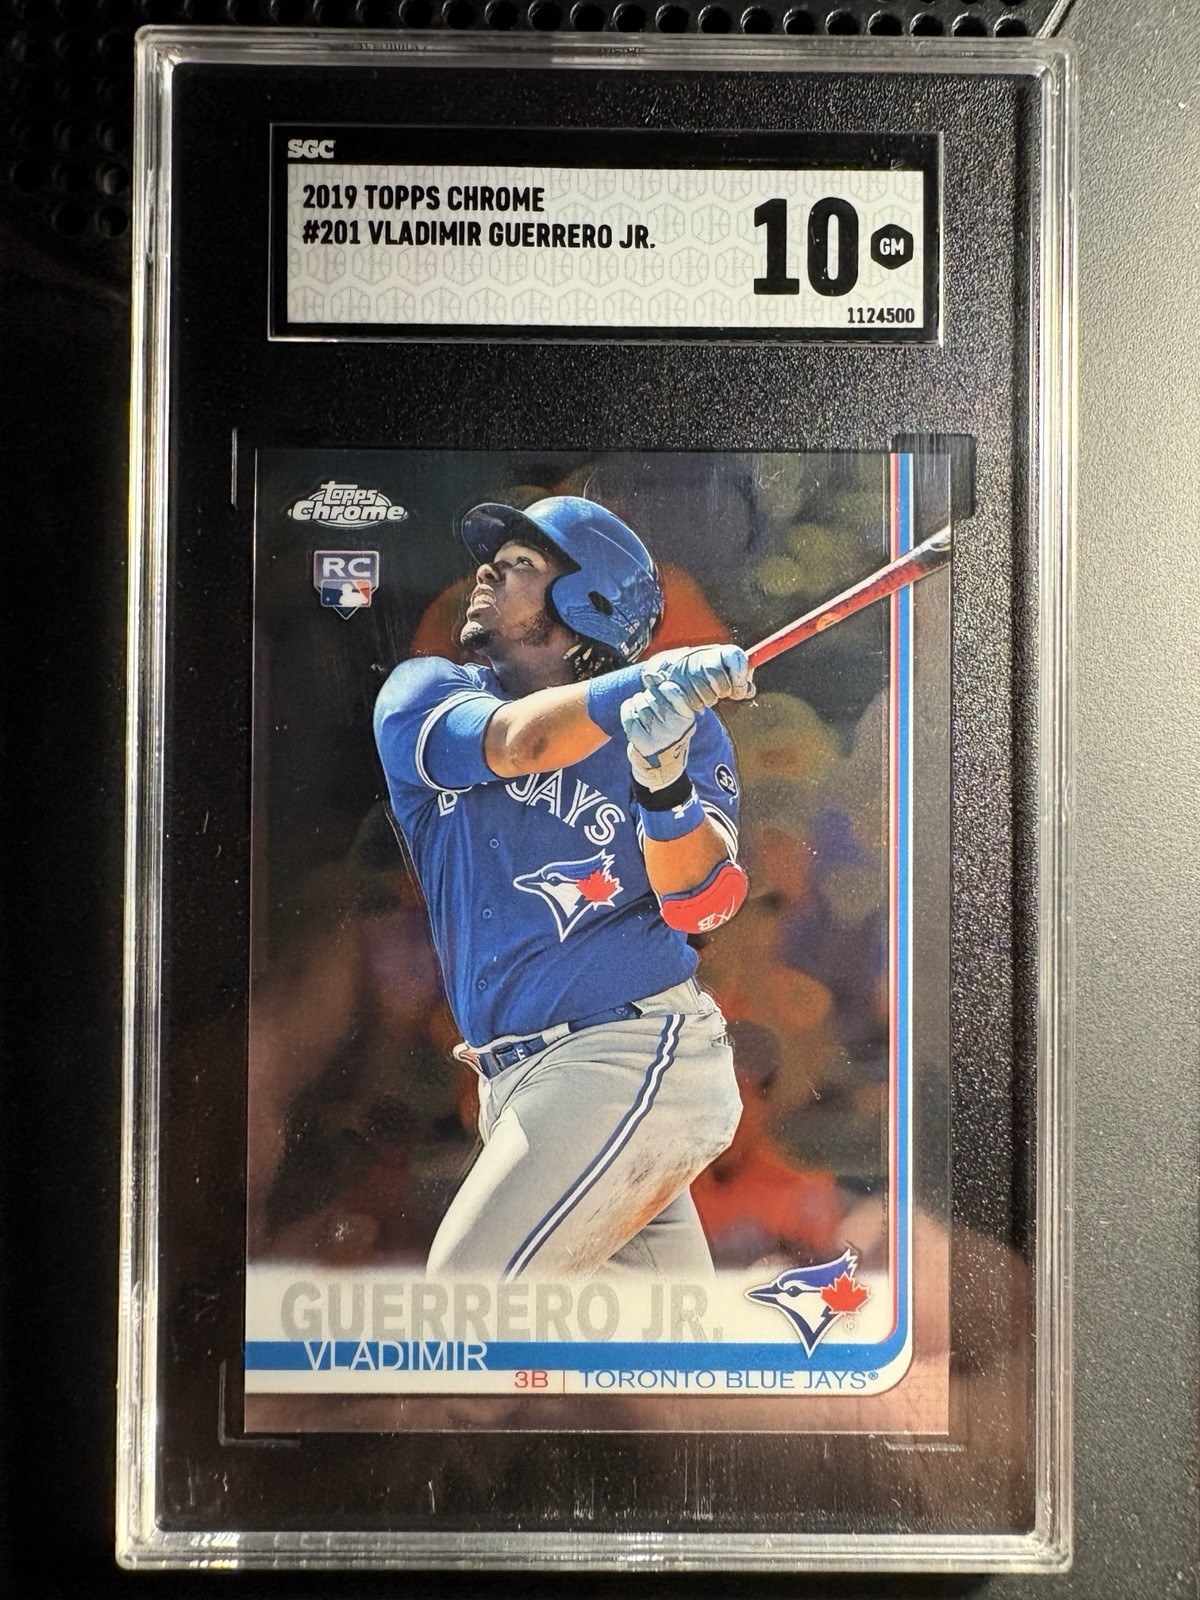 SGC
2019 TOPPS CHROME
#201 VLADIMIR GUERRERO JR.
10 GM
1124500
topps
Chrome
RC
32
JAYS
GUERRERO JR.
VLADIMIR
3B | TORONTO BLUE JAYS®